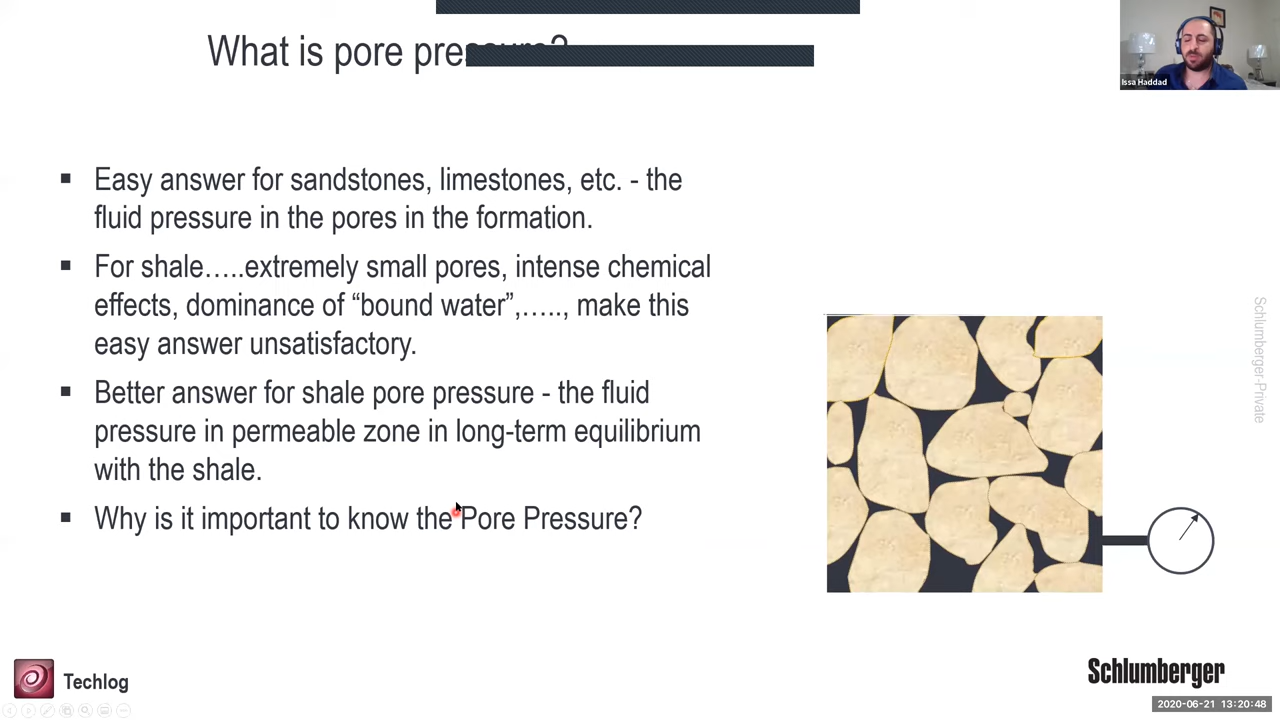 What is pore pressure?
Issa Haddad
▪ Easy answer for sandstones, limestones, etc. - the
fluid pressure in the pores in the formation.
▪ For shale…..extremely small pores, intense chemical
effects, dominance of “bound water”,….., make this
easy answer unsatisfactory.
▪ Better answer for shale pore pressure - the fluid
pressure in permeable zone in long-term equilibrium
with the shale.
▪ Why is it important to know the Pore Pressure?
Schlumberger-Private
Techlog
Schlumberger
2020-06-21 13:20:48